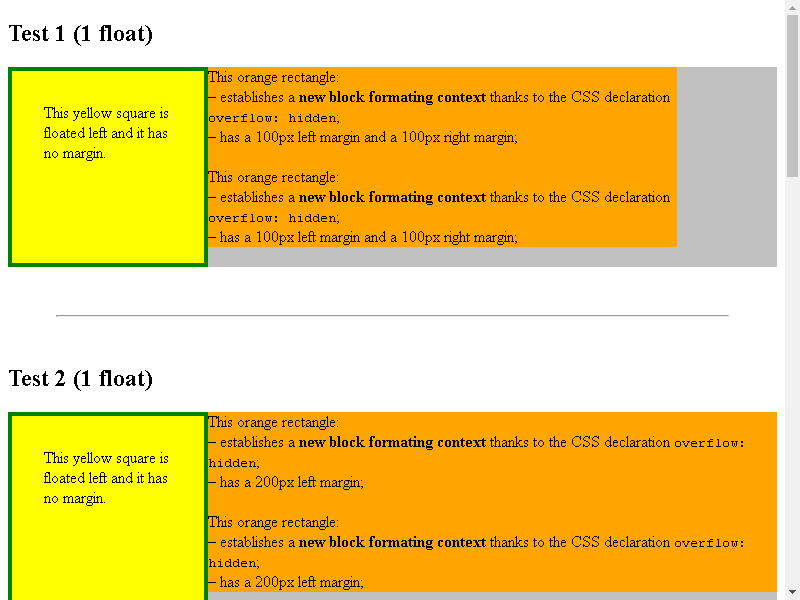 Test 1 (1 float)
This yellow square is
floated left and it has
no margin.
This orange rectangle:
– establishes a new block formating context thanks to the CSS declaration
overflow: hidden;
– has a 100px left margin and a 100px right margin;
This orange rectangle:
– establishes a new block formating context thanks to the CSS declaration
overflow: hidden;
– has a 100px left margin and a 100px right margin;
Test 2 (1 float)
This yellow square is
floated left and it has
no margin.
This orange rectangle:
– establishes a new block formating context thanks to the CSS declaration overflow:
hidden;
– has a 200px left margin;
This orange rectangle:
– establishes a new block formating context thanks to the CSS declaration overflow:
hidden;
– has a 200px left margin;